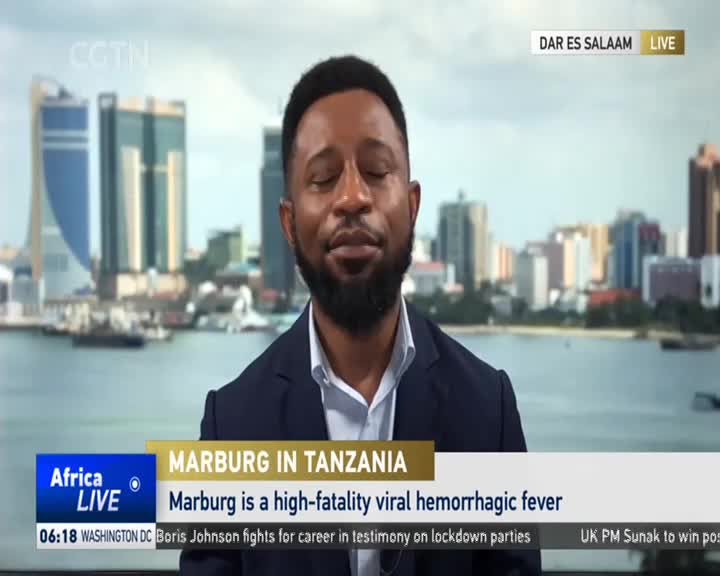 CGTN
DAR ES SALAAM LIVE
MARBURG IN TANZANIA
Africa
LIVE
Marburg is a high-fatality viral hemorrhagic fever
06:18 WASHINGTON DC Boris Johnson fights for career in testimony on lockdown parties UK PM Sunak to win pos